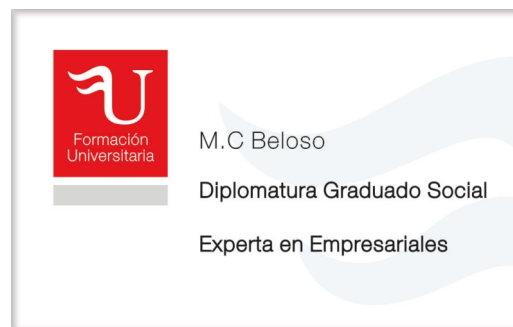 U
Formación
Universitaria
M.C Beloso
Diplomatura Graduado Social
Experta en Empresariales